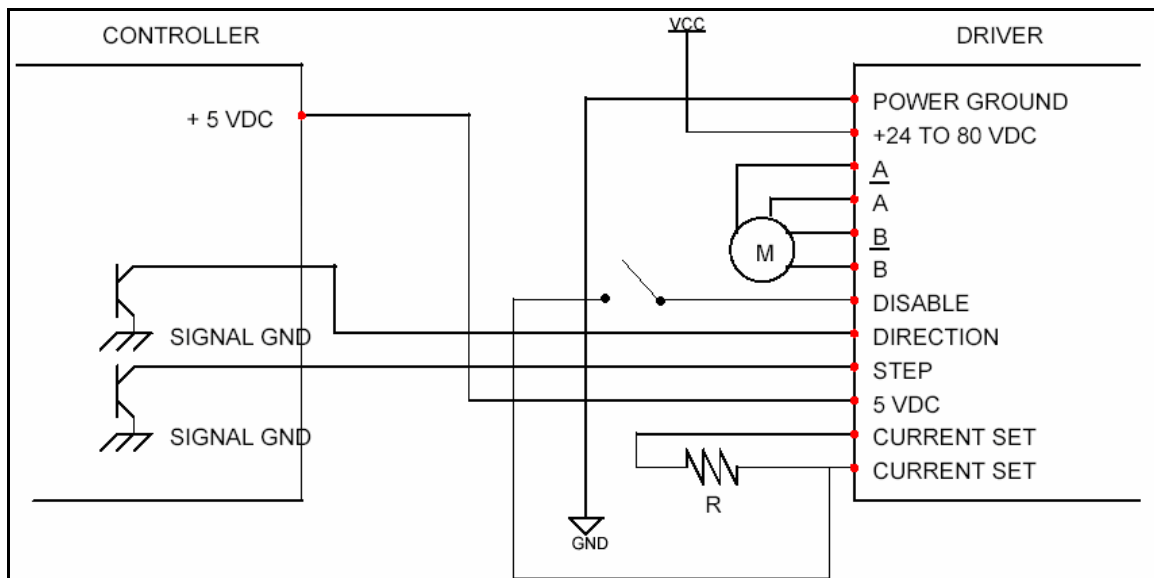 CONTROLLER
VCC
DRIVER
+ 5 VDC
POWER GROUND
+24 TO 80 VDC
A
A̅
B
B̅
M
DISABLE
SIGNAL GND
DIRECTION
STEP
5 VDC
SIGNAL GND
CURRENT SET
CURRENT SET
R
GND